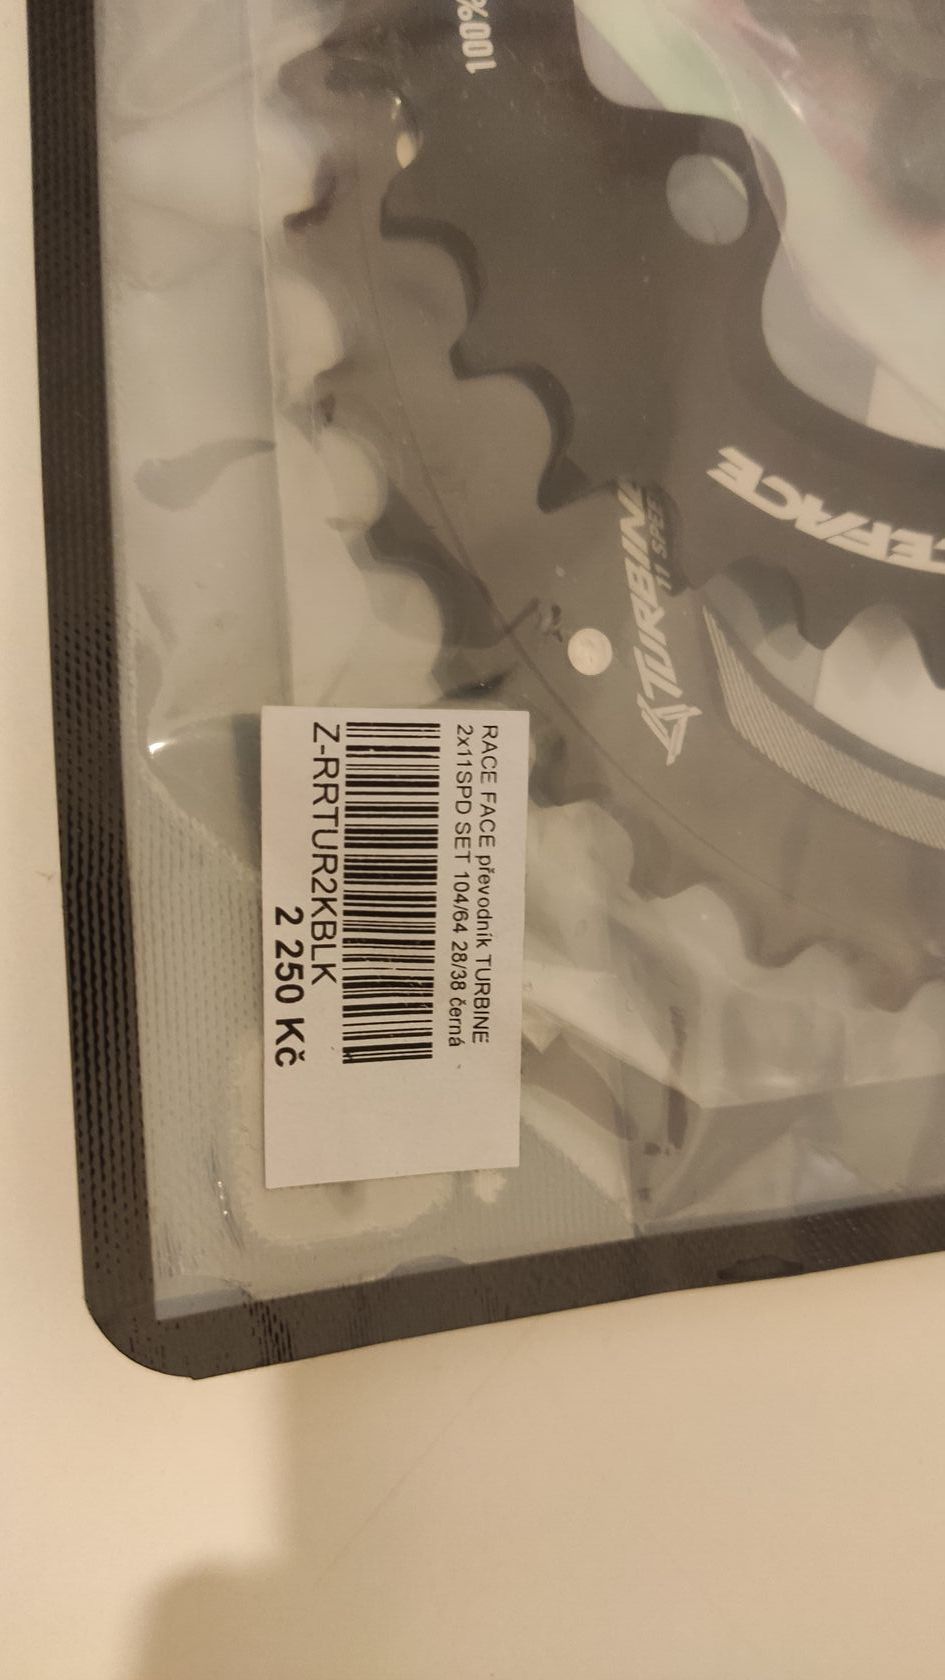 100%
RACEFACE
TURBINE
11 SPEED
RACE FACE převodník TURBINE
2x11SPD SET 104/64 28/38 černá
Z-RRTUR2KBLK
2 250 Kč